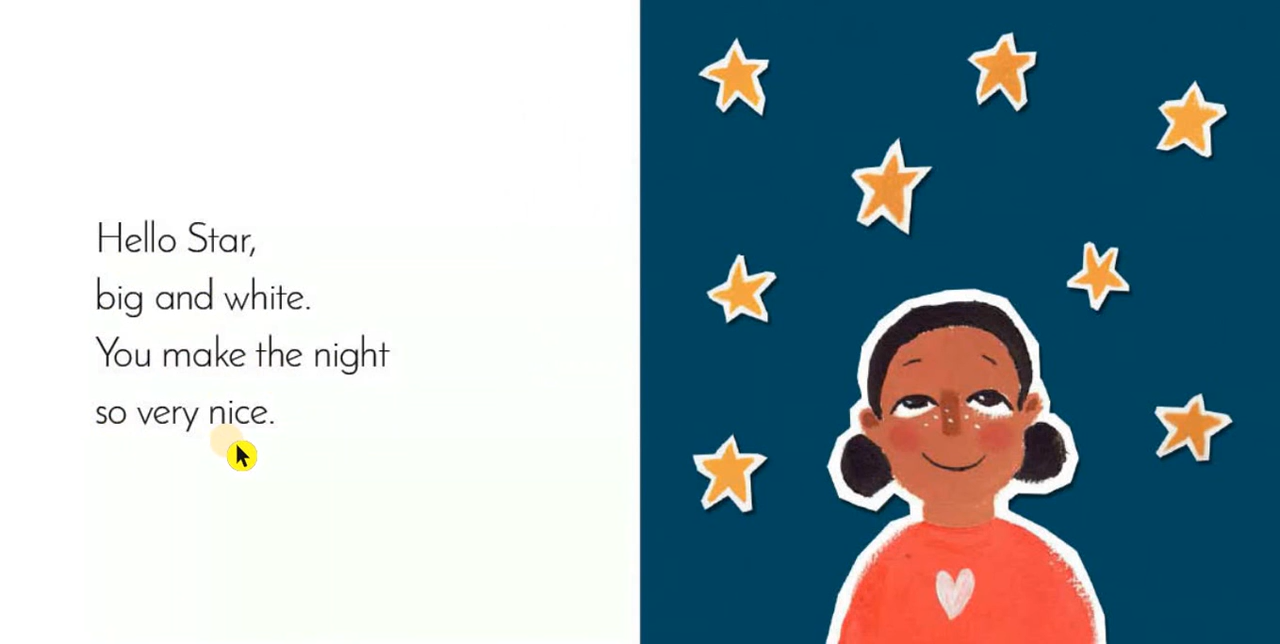 Hello Star,
big and white.
You make the night
so very nice.